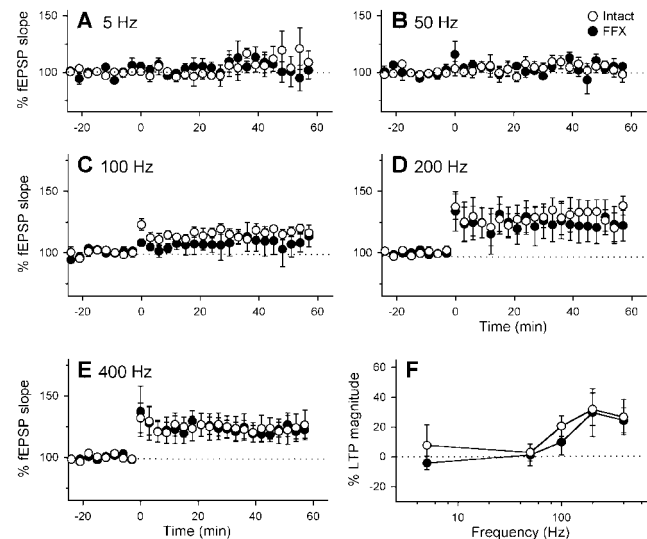 A 5 Hz
B 50 Hz
Intact
FFX
% fEPSP slope
150
100
150
100
-20 0 20 40 60
-20 0 20 40 60
C 100 Hz
D 200 Hz
% fEPSP slope
150
100
150
100
-20 0 20 40 60
-20 0 20 40 60
Time (min)
E 400 Hz
F
% fEPSP slope
150
100
% LTP magnitude
60
40
20
0
-20
-20 0 20 40 60
10 100
Time (min)
Frequency (Hz)